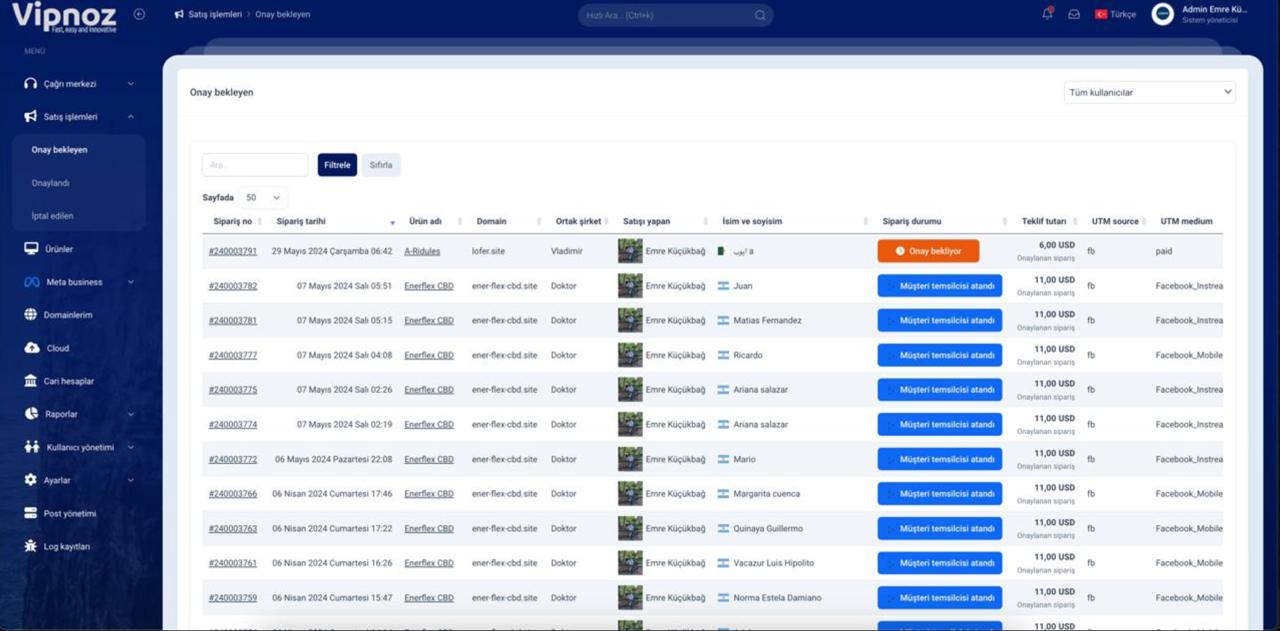 Vipnoz
Fast, easy and innovative
Satış işlemleri > Onay bekleyen
Hızlı Ara... (Ctrl+k)
Türkçe
Admin Emre Kü...
Sistem yöneticisi
MENÜ
Çağrı merkezi
Satış işlemleri
Onay bekleyen
Onaylandı
İptal edilen
Ürünler
Meta business
Domainlerim
Cloud
Cari hesaplar
Raporlar
Kullanıcı yönetimi
Ayarlar
Post yönetimi
Log kayıtları
Onay bekleyen
Tüm kullanıcılar
Ara...
Filtrele
Sıfırla
Sayfada 50
Sipariş no Sipariş tarihi Ürün adı Domain Ortak şirket Satışı yapan İsim ve soyisim Sipariş durumu Teklif tutarı UTM source UTM medium
#240003791 29 Mayıs 2024 Çarşamba 06:42 A-Ridules lofer.site Vladimir Emre Küçükbağ Onay bekliyor 6,00 USD fb paid
Onaylanan sipariş
#240003782 07 Mayıs 2024 Salı 05:51 Enerflex CBD ener-flex-cbd.site Doktor Emre Küçükbağ Juan Müşteri temsilcisi atandı 11,00 USD fb Facebook_Instrea
Onaylanan sipariş
#240003781 07 Mayıs 2024 Salı 05:15 Enerflex CBD ener-flex-cbd.site Doktor Emre Küçükbağ Matias Fernandez Müşteri temsilcisi atandı 11,00 USD fb Facebook_Instrea
Onaylanan sipariş
#240003777 07 Mayıs 2024 Salı 04:08 Enerflex CBD ener-flex-cbd.site Doktor Emre Küçükbağ Ricardo Müşteri temsilcisi atandı 11,00 USD fb Facebook_Mobile
Onaylanan sipariş
#240003775 07 Mayıs 2024 Salı 02:26 Enerflex CBD ener-flex-cbd.site Doktor Emre Küçükbağ Ariana salazar Müşteri temsilcisi atandı 11,00 USD fb Facebook_Instrea
Onaylanan sipariş
#240003774 07 Mayıs 2024 Salı 02:19 Enerflex CBD ener-flex-cbd.site Doktor Emre Küçükbağ Ariana salazar Müşteri temsilcisi atandı 11,00 USD fb Facebook_Instrea
Onaylanan sipariş
#240003772 06 Mayıs 2024 Pazartesi 22:08 Enerflex CBD ener-flex-cbd.site Doktor Emre Küçükbağ Mario Müşteri temsilcisi atandı 11,00 USD fb Facebook_Instrea
Onaylanan sipariş
#240003766 06 Nisan 2024 Cumartesi 17:46 Enerflex CBD ener-flex-cbd.site Doktor Emre Küçükbağ Margarita cuenca Müşteri temsilcisi atandı 11,00 USD fb Facebook_Mobile
Onaylanan sipariş
#240003763 06 Nisan 2024 Cumartesi 17:22 Enerflex CBD ener-flex-cbd.site Doktor Emre Küçükbağ Quinaya Guillermo Müşteri temsilcisi atandı 11,00 USD fb Facebook_Mobile
Onaylanan sipariş
#240003761 06 Nisan 2024 Cumartesi 16:26 Enerflex CBD ener-flex-cbd.site Doktor Emre Küçükbağ Vacazur Luis Hipolito Müşteri temsilcisi atandı 11,00 USD fb Facebook_Mobile
Onaylanan sipariş
#240003759 06 Nisan 2024 Cumartesi 15:47 Enerflex CBD ener-flex-cbd.site Doktor Emre Küçükbağ Norma Estela Damiano Müşteri temsilcisi atandı 11,00 USD fb Facebook_Mobile
Onaylanan sipariş
11,00 USD